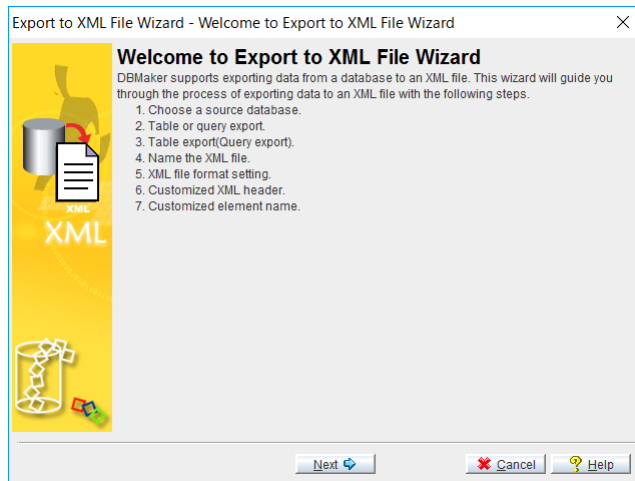 Export to XML File Wizard - Welcome to Export to XML File Wizard
Welcome to Export to XML File Wizard
DBMaker supports exporting data from a database to an XML file. This wizard will guide you
through the process of exporting data to an XML file with the following steps.
1. Choose a source database.
2. Table or query export.
3. Table export(Query export).
4. Name the XML file.
5. XML file format setting.
6. Customized XML header.
7. Customized element name.
XML
XML
Next
Cancel
Help